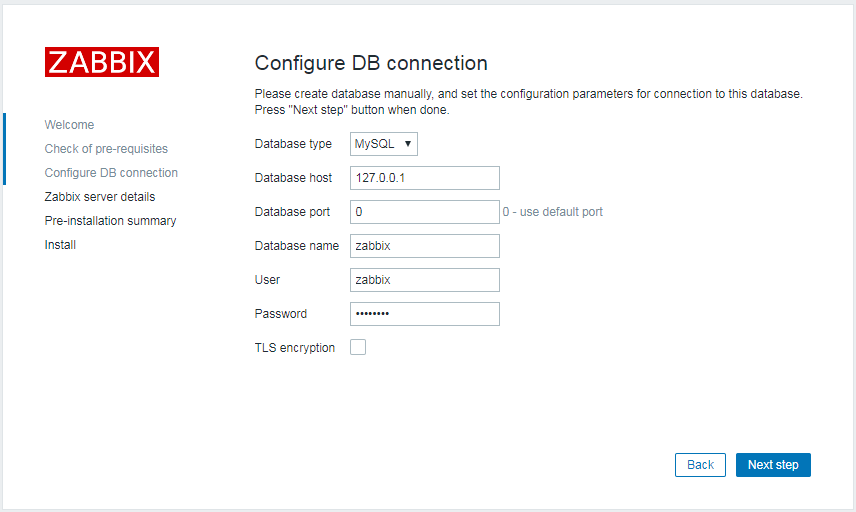 ZABBIX
Welcome
Check of pre-requisites
Configure DB connection
Zabbix server details
Pre-installation summary
Install
Configure DB connection
Please create database manually, and set the configuration parameters for connection to this database.
Press "Next step" button when done.
Database type MySQL ▼
Database host 127.0.0.1
Database port 0 0 - use default port
Database name zabbix
User zabbix
Password ••••••••
TLS encryption
Back Next step